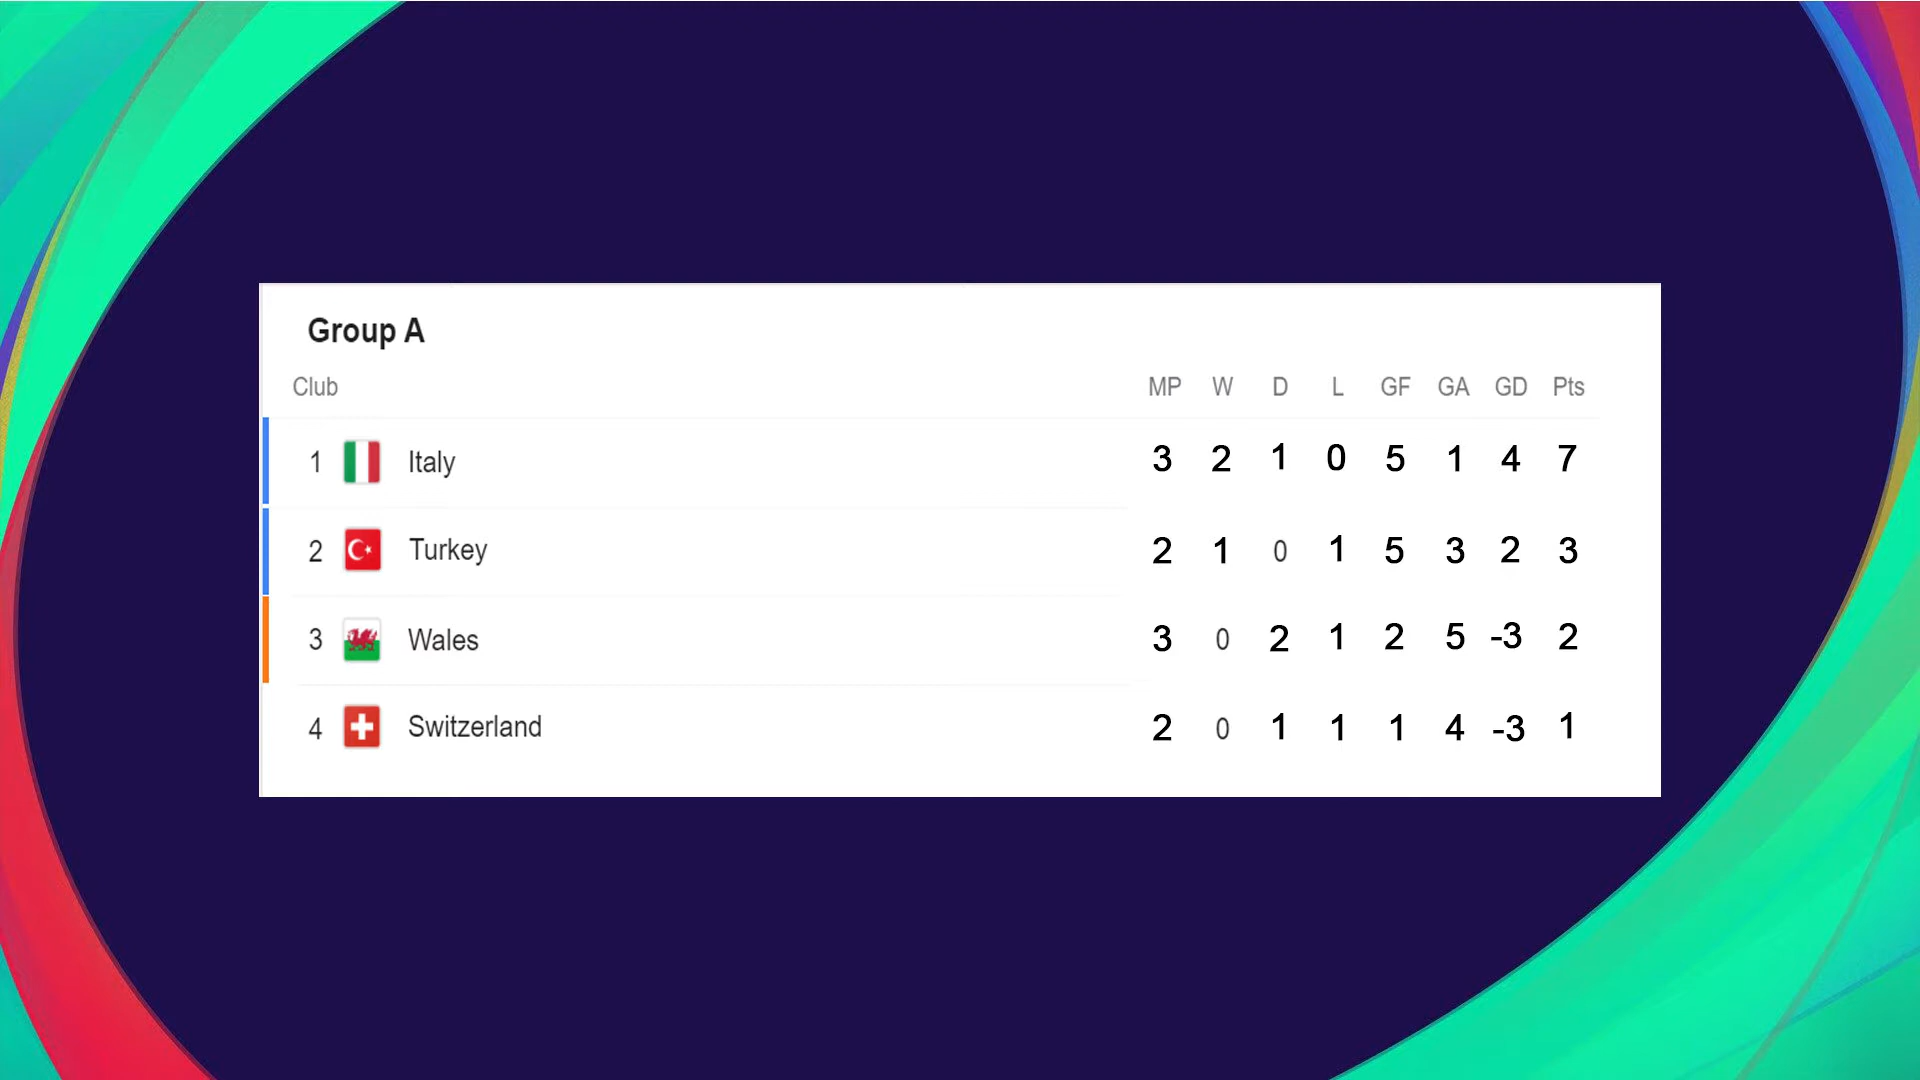 Group A
Club MP W D L GF GA GD Pts
1 Italy 3 2 1 0 5 1 4 7
2 Turkey 2 1 0 1 5 3 2 3
3 Wales 3 0 2 1 2 5 -3 2
4 Switzerland 2 0 1 1 1 4 -3 1